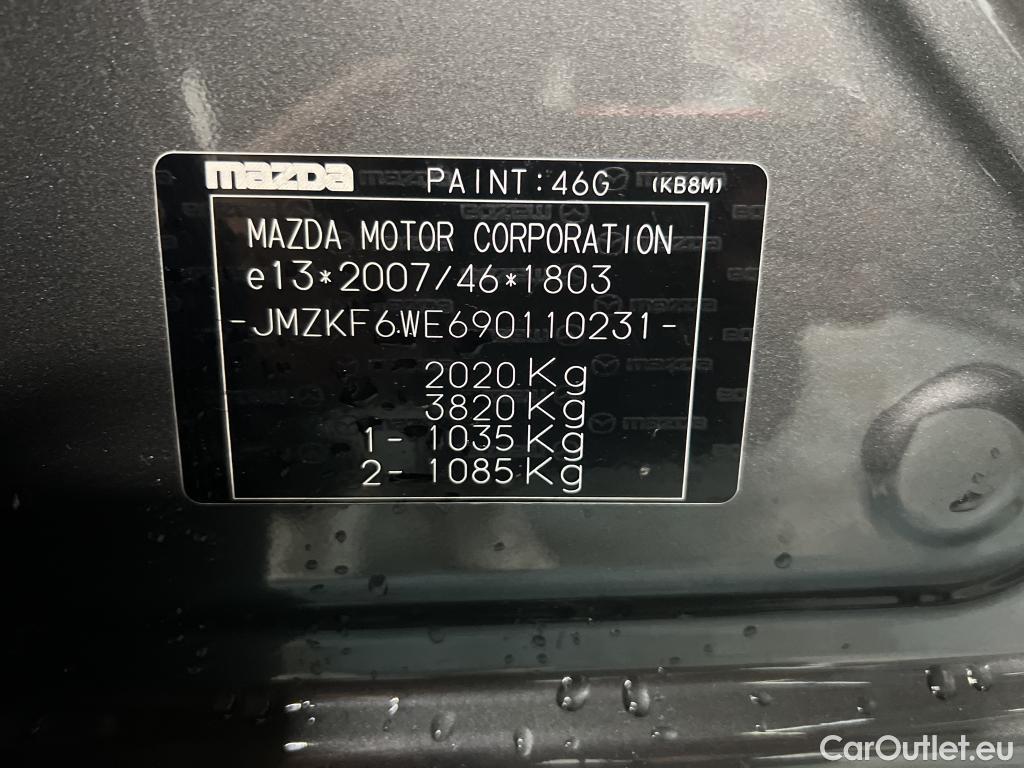 mazda PAINT:46G (KB8M)
MAZDA MOTOR CORPORATION
e13*2007/46*1803
-JMZKF6WE690110231-
2020 Kg
3820 Kg
1- 1035 Kg
2- 1085 Kg
CarOutlet.eu